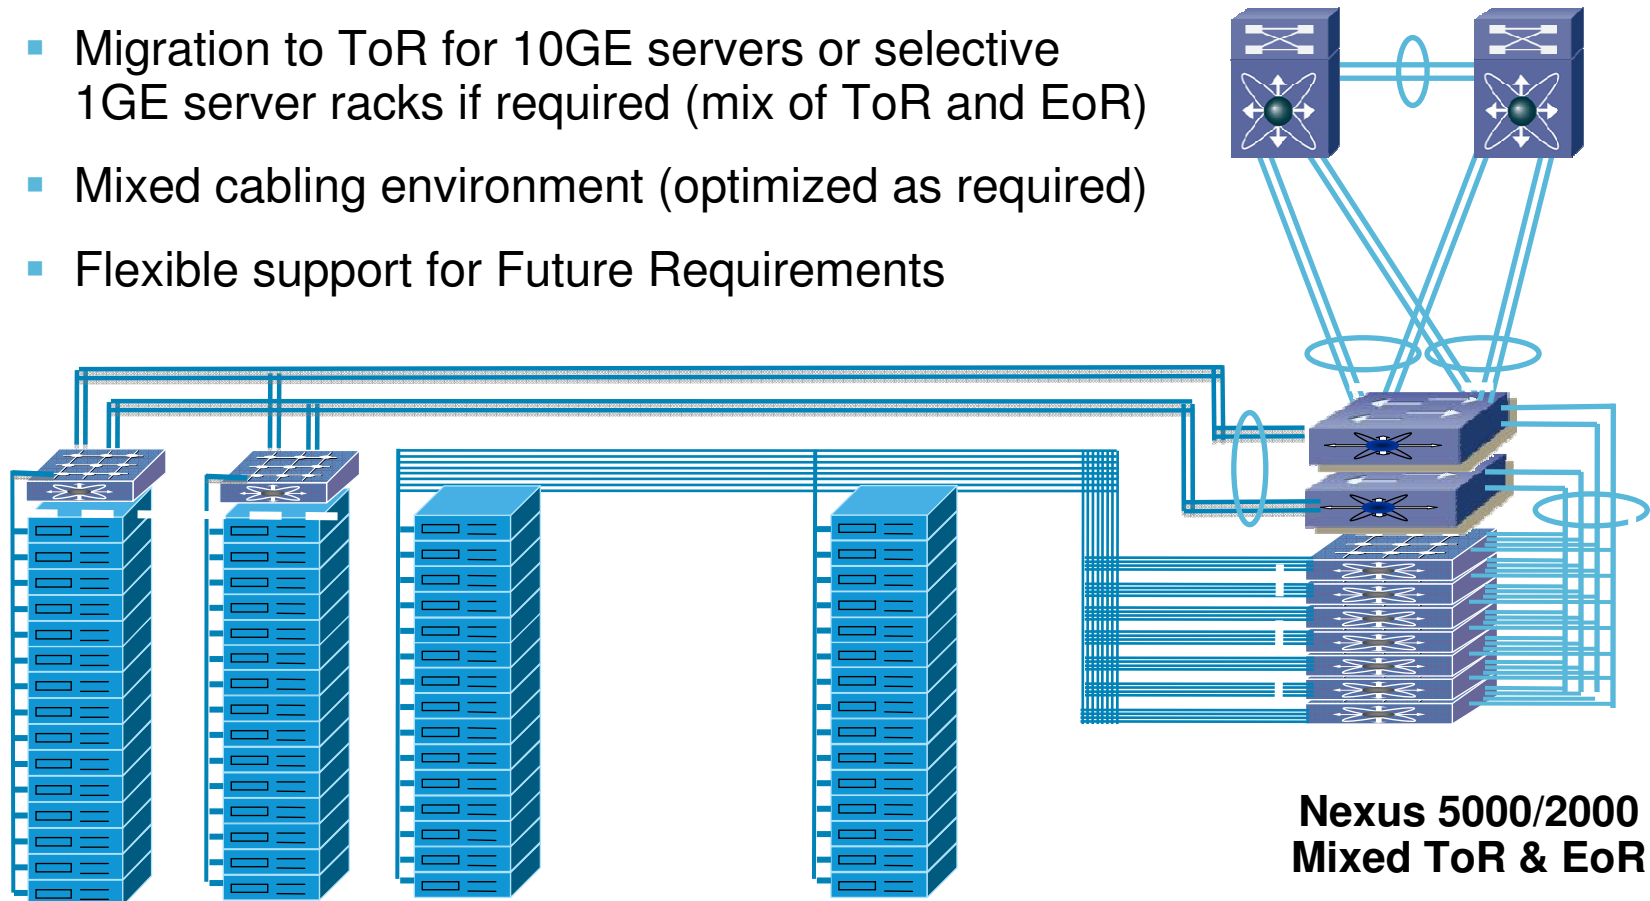 Migration to ToR for 10GE servers or selective
1GE server racks if required (mix of ToR and EoR)
Mixed cabling environment (optimized as required)
Flexible support for Future Requirements
Nexus 5000/2000
Mixed ToR & EoR